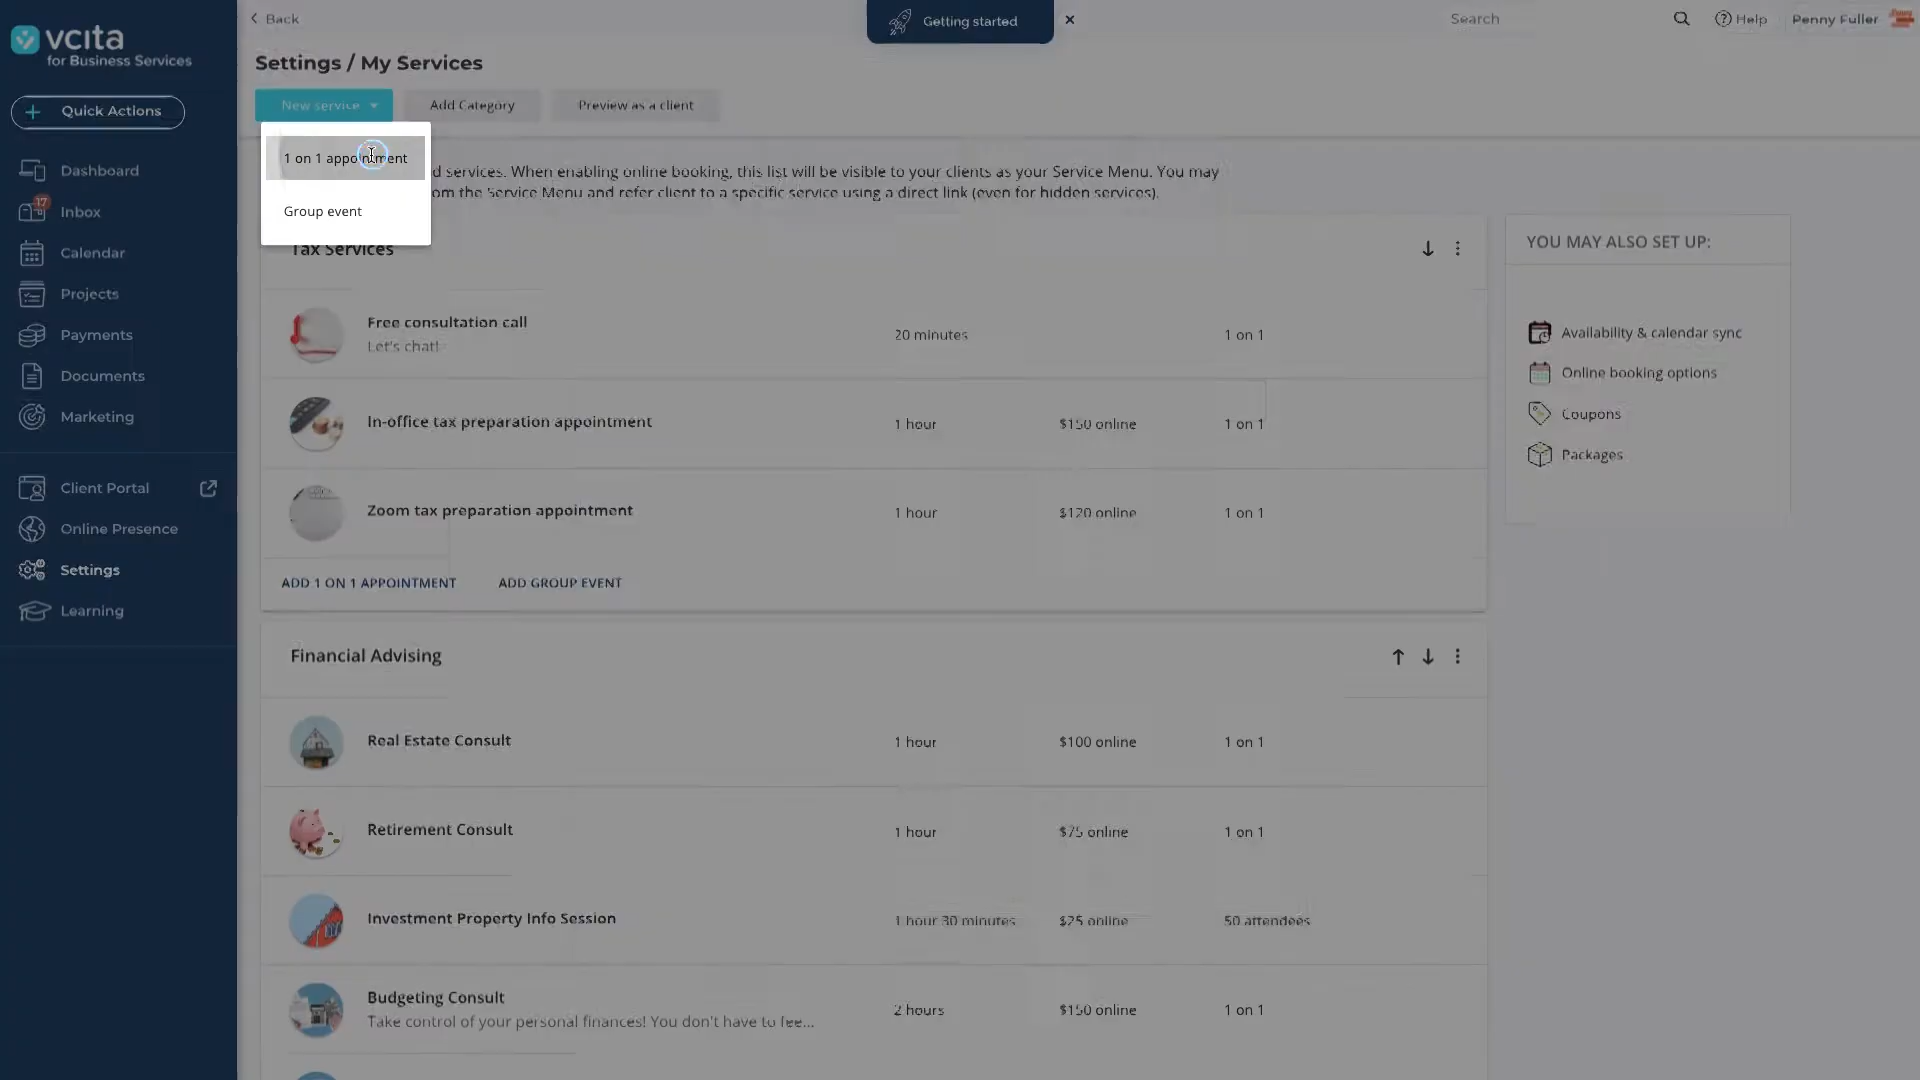 vcita
for Business Services
Quick Actions
Dashboard
17
Inbox
Calendar
Projects
Payments
Documents
Marketing
Client Portal
Online Presence
Settings
Learning
Back
Getting started
Search
Help
Penny Fuller
Settings / My Services
New service
Add Category
Preview as a client
1 on 1 appointment
Group event
d services. When enabling online booking, this list will be visible to your clients as your Service Menu. You may
om the Service Menu and refer client to a specific service using a direct link (even for hidden services).
Tax Services
Free consultation call
Let's chat!
20 minutes
1 on 1
In-office tax preparation appointment
1 hour
$150 online
1 on 1
Zoom tax preparation appointment
1 hour
$120 online
1 on 1
ADD 1 ON 1 APPOINTMENT
ADD GROUP EVENT
Financial Advising
Real Estate Consult
1 hour
$100 online
1 on 1
Retirement Consult
1 hour
$75 online
1 on 1
Investment Property Info Session
1 hour 30 minutes
$25 online
50 attendees
Budgeting Consult
Take control of your personal finances! You don't have to fee...
2 hours
$150 online
1 on 1
YOU MAY ALSO SET UP:
Availability & calendar sync
Online booking options
Coupons
Packages